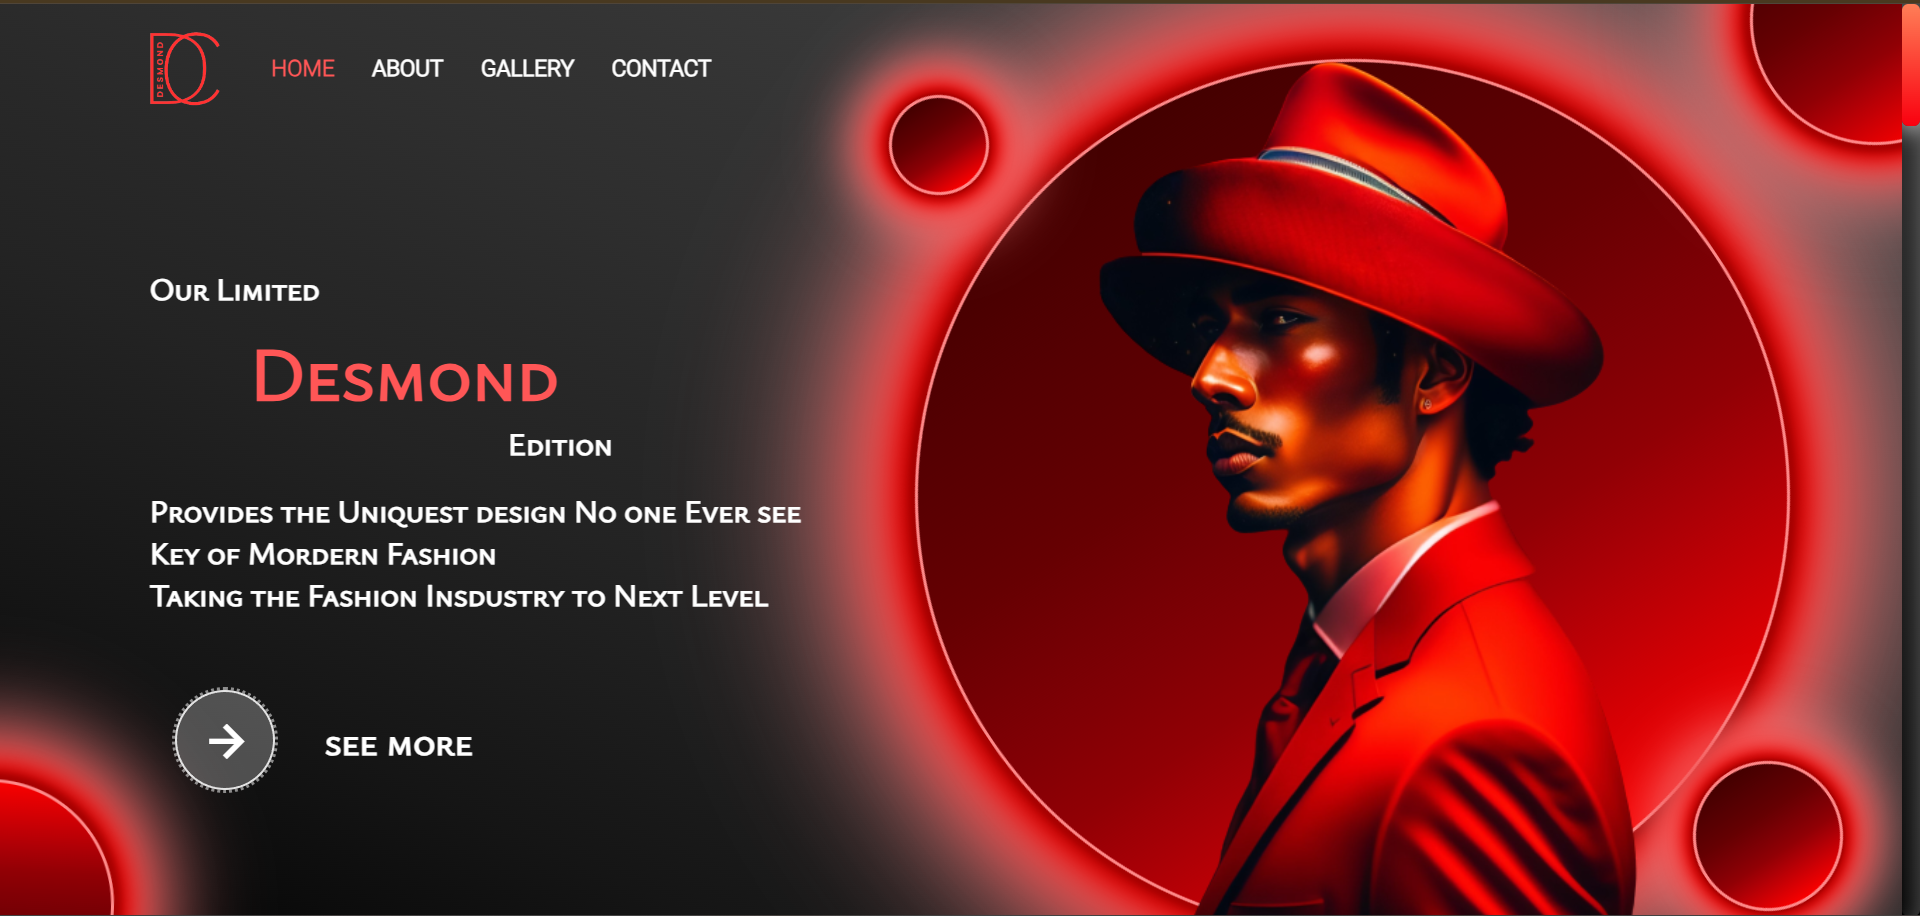 DESMOND
DC
HOME ABOUT GALLERY CONTACT
Our Limited
Desmond
Edition
Provides the Uniquest design No one Ever see
Key of Mordern Fashion
Taking the Fashion Insdustry to Next Level
SEE MORE